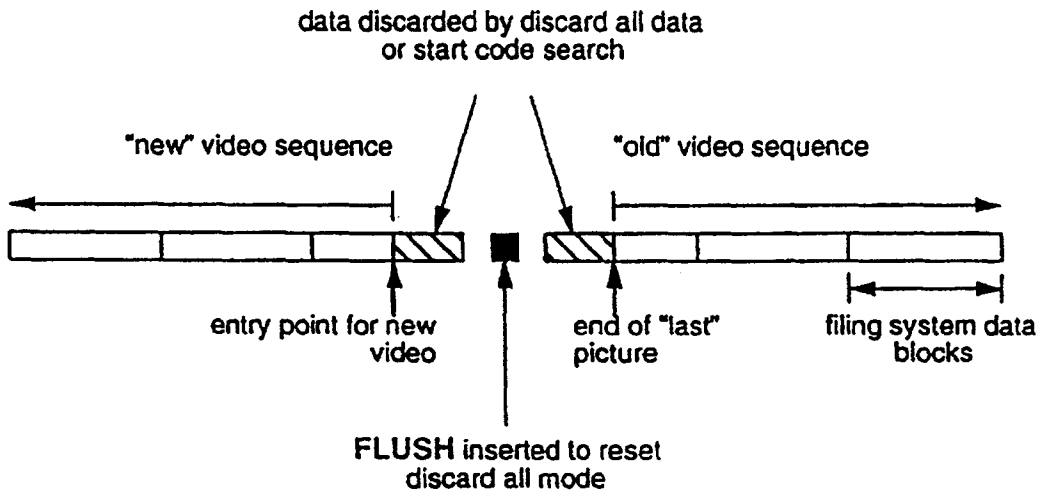 data discarded by discard all data
or start code search
"new" video sequence
"old" video sequence
entry point for new
video
end of "last"
picture
filing system data
blocks
FLUSH inserted to reset
discard all mode